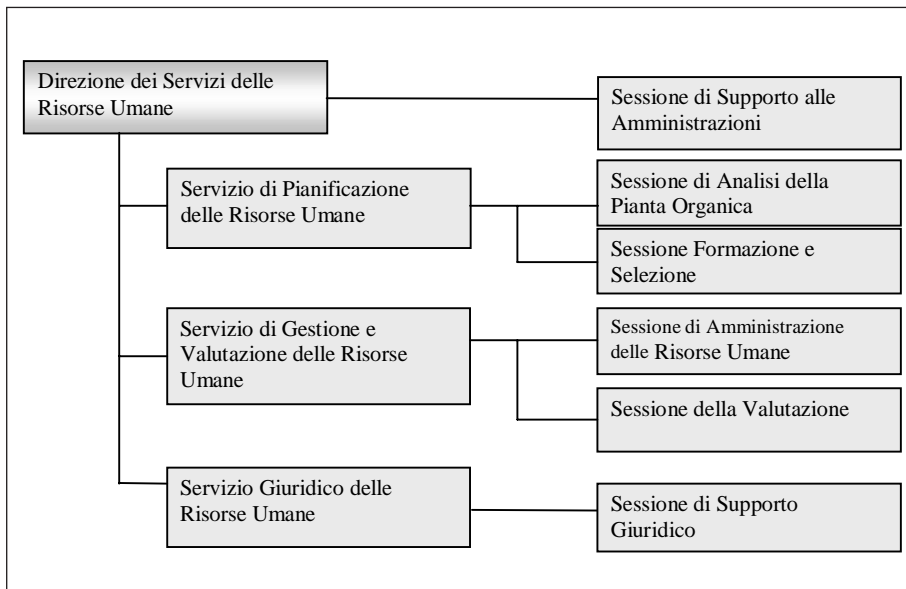 Direzione dei Servizi delle
Risorse Umane
Sessione di Supporto alle
Amministrazioni
Servizio di Pianificazione
delle Risorse Umane
Sessione di Analisi della
Pianta Organica
Sessione Formazione e
Selezione
Servizio di Gestione e
Valutazione delle Risorse
Umane
Sessione di Amministrazione
delle Risorse Umane
Sessione della Valutazione
Servizio Giuridico delle
Risorse Umane
Sessione di Supporto
Giuridico